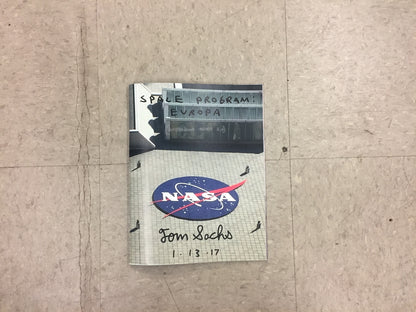 SPACE PROGRAM:
EUROPA
NASA
Tom Sachs
1.13.17